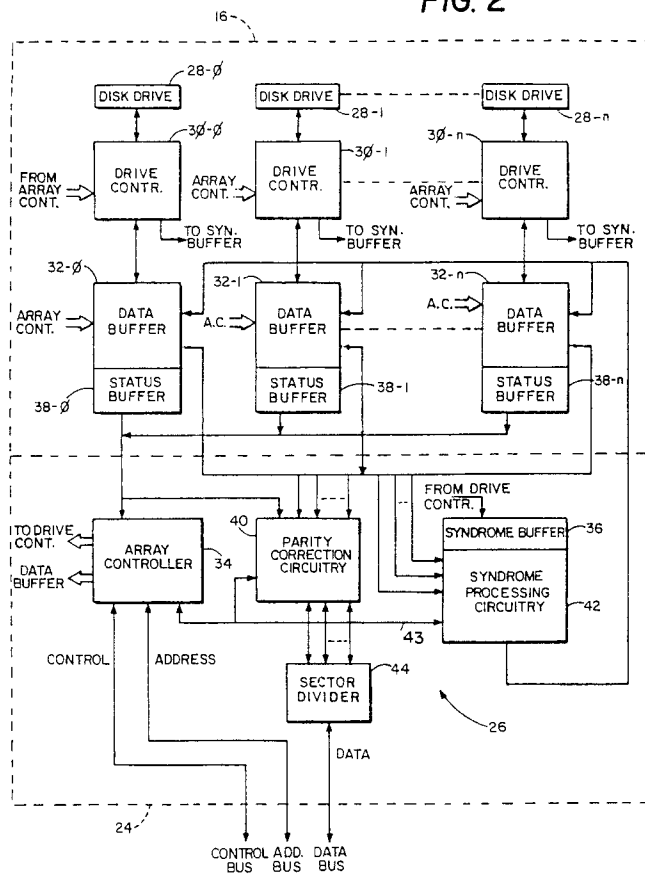 FIG. 2
16
DISK DRIVE
28-Ø
DISK DRIVE
28-1
DISK DRIVE
28-n
3Ø-Ø
3Ø-1
3Ø-n
FROM
ARRAY
CONT.
DRIVE
CONTR.
ARRAY
CONT.
DRIVE
CONTR.
ARRAY
CONT.
DRIVE
CONTR.
TO SYN.
BUFFER
TO SYN.
BUFFER
TO SYN.
BUFFER
32-Ø
32-1
32-n
ARRAY
CONT.
DATA
BUFFER
A.C.
DATA
BUFFER
A.C.
DATA
BUFFER
STATUS
BUFFER
38-Ø
STATUS
BUFFER
38-1
STATUS
BUFFER
38-n
FROM DRIVE
CONTR.
TO DRIVE
CONT.
DATA
BUFFER
ARRAY
CONTROLLER
34
40
PARITY
CORRECTION
CIRCUITRY
SYNDROME BUFFER
36
SYNDROME
PROCESSING
CIRCUITRY
42
43
CONTROL
ADDRESS
SECTOR
DIVIDER
44
26
DATA
24
CONTROL
BUS
ADD.
BUS
DATA
BUS